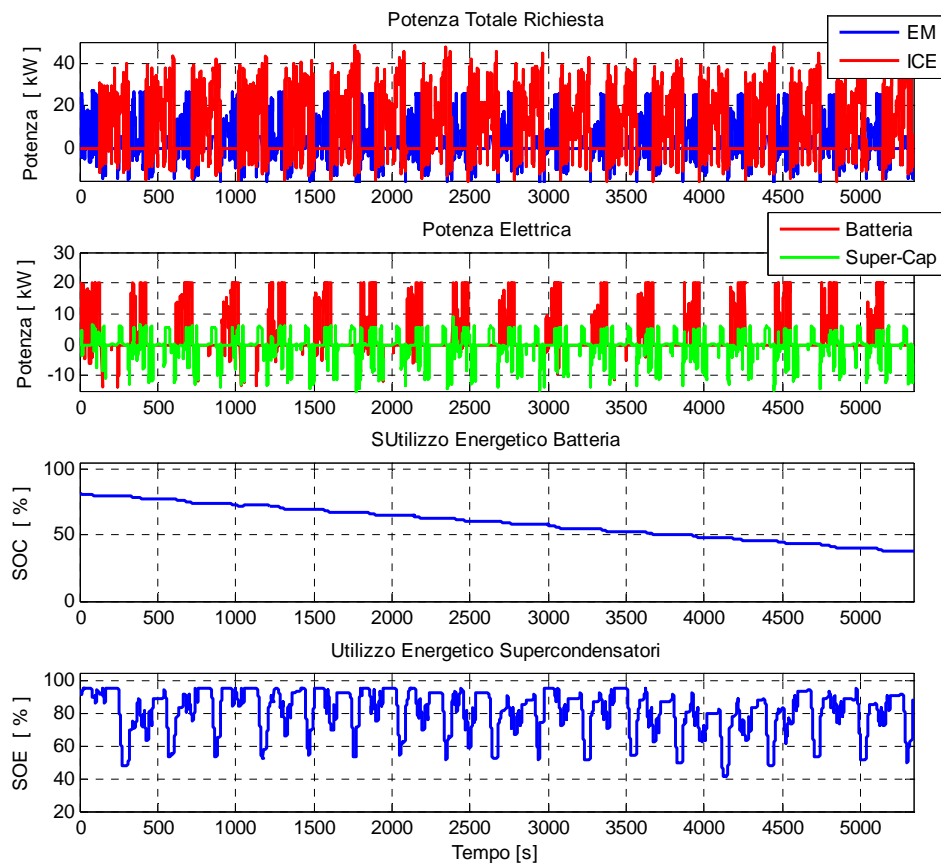 Potenza Totale Richiesta
EM
ICE
Potenza [ kW ]
40
20
0
0 500 1000 1500 2000 2500 3000 3500 4000 4500 5000
Potenza Elettrica
Batteria
Super-Cap
Potenza [ kW ]
30
20
10
0
-10
0 500 1000 1500 2000 2500 3000 3500 4000 4500 5000
SUtilizzo Energetico Batteria
SOC [ % ]
100
50
0
0 500 1000 1500 2000 2500 3000 3500 4000 4500 5000
Utilizzo Energetico Supercondensatori
SOE [ % ]
100
80
60
40
20
0 500 1000 1500 2000 2500 3000 3500 4000 4500 5000
Tempo [s]